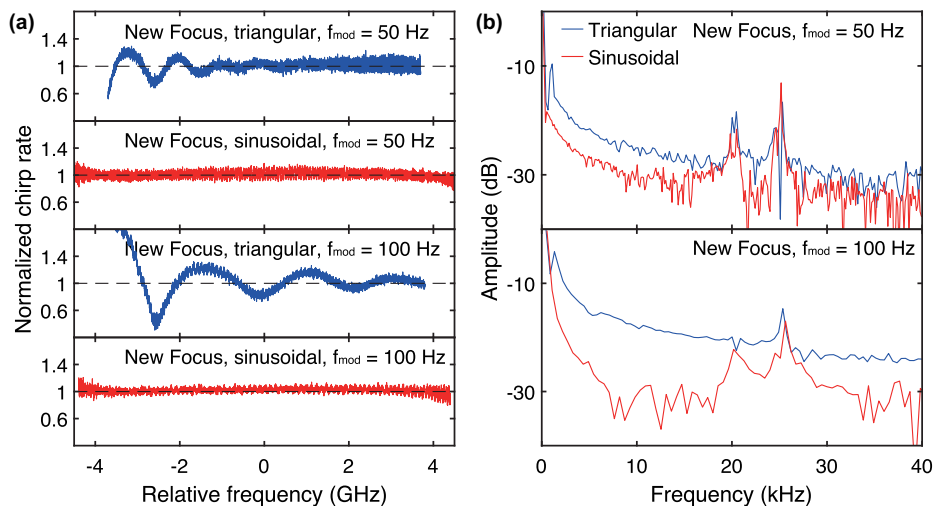 (a)
New Focus, triangular, fmod = 50 Hz
1.4
1
0.6
New Focus, sinusoidal, fmod = 50 Hz
1.4
1
0.6
New Focus, triangular, fmod = 100 Hz
1.4
1
0.6
New Focus, sinusoidal, fmod = 100 Hz
1.4
1
0.6
Normalized chirp rate
-4 -2 0 2 4
Relative frequency (GHz)
(b)
Triangular
Sinusoidal
New Focus, fmod = 50 Hz
-10
-30
New Focus, fmod = 100 Hz
-10
-30
Amplitude (dB)
0 10 20 30 40
Frequency (kHz)